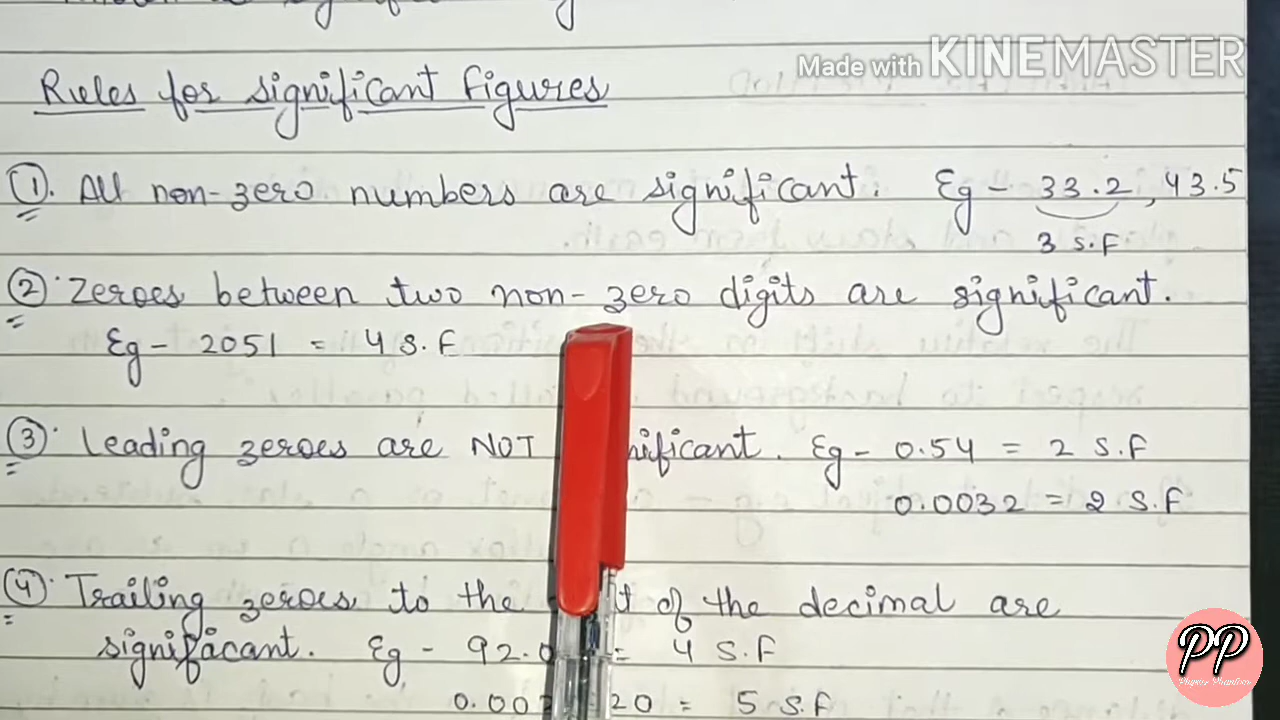 Made with KINEMASTER
Rules for significant figures
(1). All non-zero numbers are significant. Eg - 33.2, 43.5
3 S.F
(2). Zeroes between two non-zero digits are significant.
Eg - 2051 = 4 S.F
(3). Leading zeroes are NOT nificant. Eg - 0.54 = 2 S.F
0.0032 = 2 S.F
(4). Trailing zeroes to the of the decimal are
significant. Eg - 92.0 = 4 S.F
0.00 20 = 5 S.F
PP